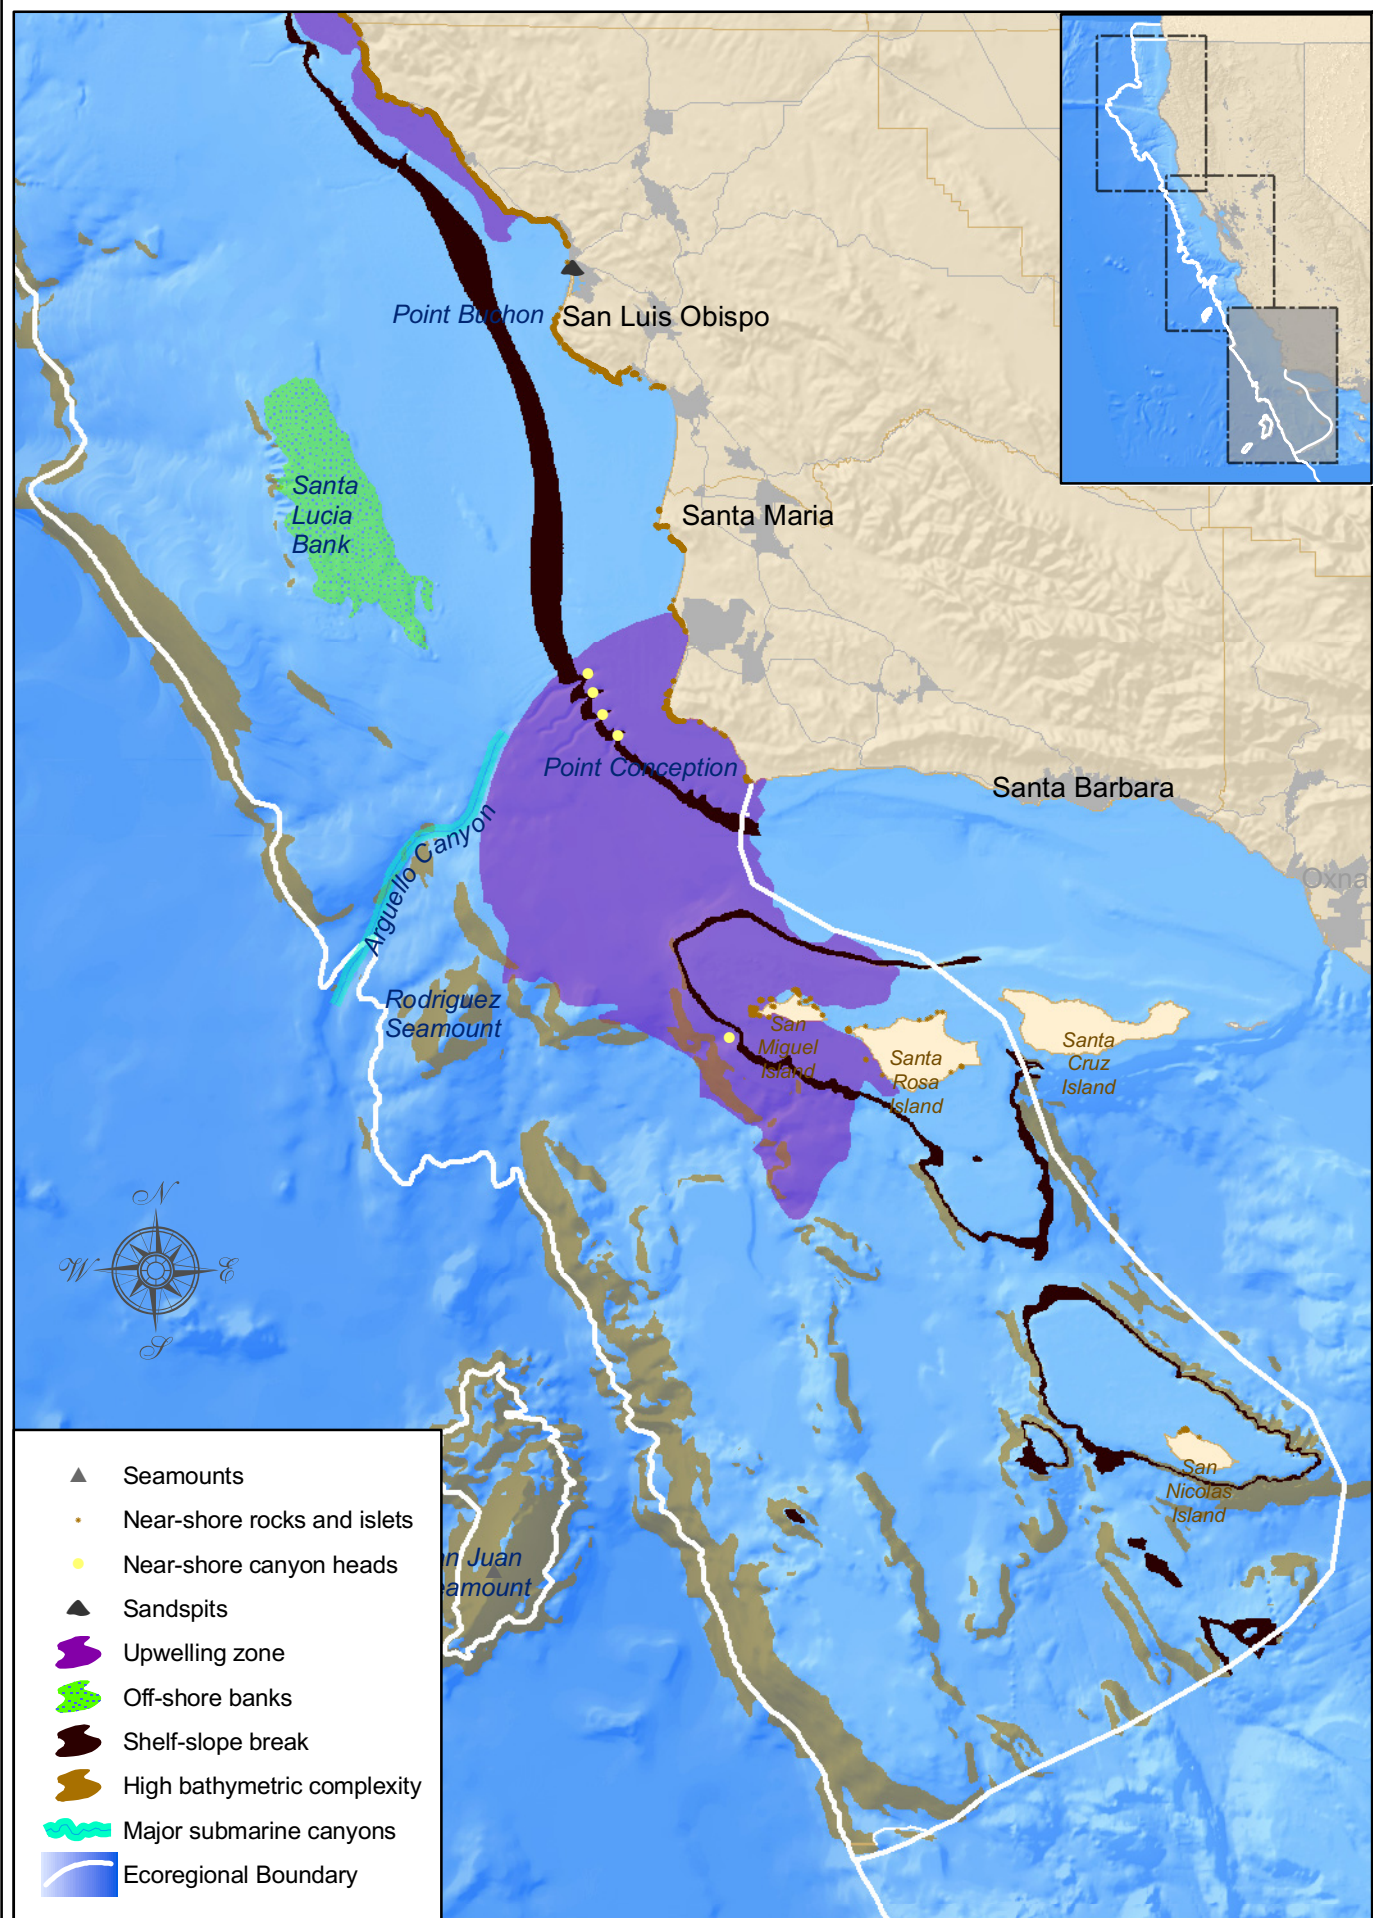 Point Buchon
San Luis Obispo
Santa
Lucia
Bank
Santa Maria
Point Conception
Santa Barbara
Arguello Canyon
Oxna
Rodriguez
Seamount
San
Miguel
Island
Santa
Rosa
Island
Santa
Cruz
Island
N
W
E
S
San
Nicolas
Island
n Juan
eamount
Seamounts
Near-shore rocks and islets
Near-shore canyon heads
Sandspits
Upwelling zone
Off-shore banks
Shelf-slope break
High bathymetric complexity
Major submarine canyons
Ecoregional Boundary